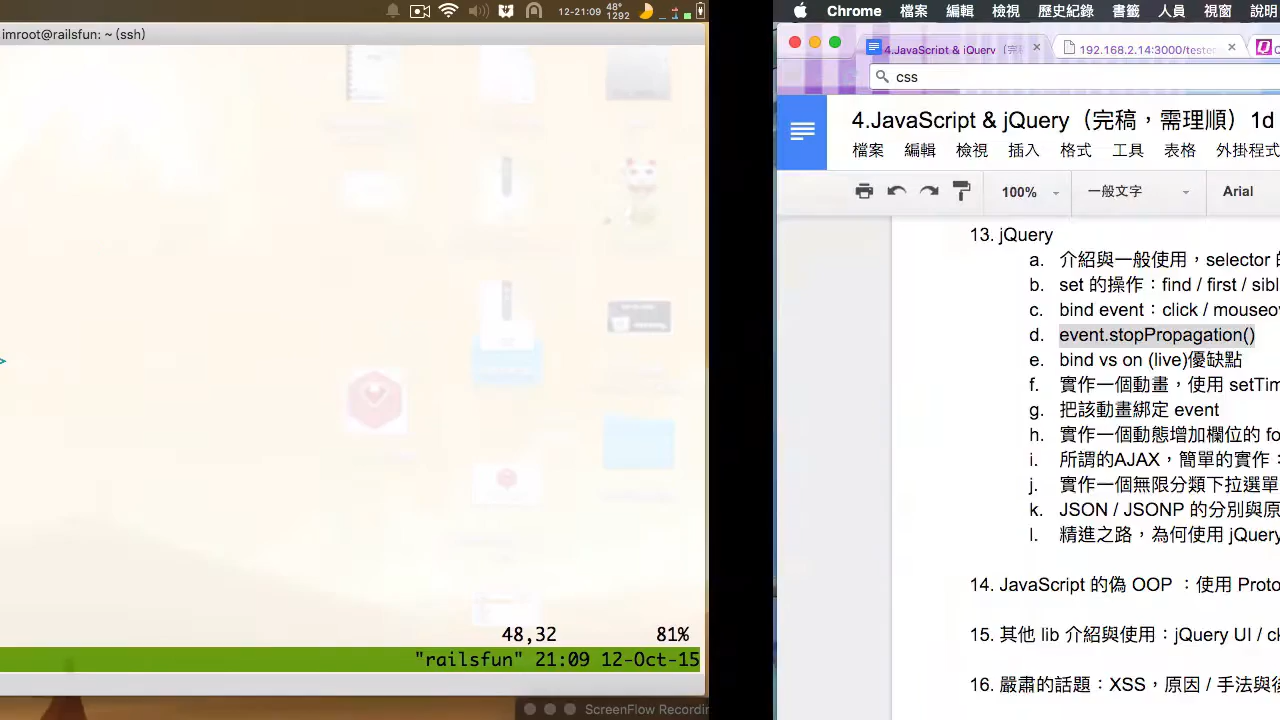 12-21:09
48°
1292
imroot@railsfun: ~ (ssh)
>
48,32 81%
"railsfun" 21:09 12-Oct-15
ScreenFlow Recordin
Chrome 檔案 編輯 檢視 歷史紀錄 書籤 人員 視窗 說明
4.JavaScript & jQuery（完
192.168.2.14:3000/teste
css
4.JavaScript & jQuery（完稿，需理順）1d
檔案 編輯 檢視 插入 格式 工具 表格 外掛程式
100% 一般文字 Arial
13. jQuery
a. 介紹與一般使用，selector 的
b. set 的操作：find / first / sibl
c. bind event：click / mouseov
d. event.stopPropagation()
e. bind vs on (live)優缺點
f. 實作一個動畫，使用 setTim
g. 把該動畫綁定 event
h. 實作一個動態增加欄位的 fo
i. 所謂的AJAX，簡單的實作：
j. 實作一個無限分類下拉選單
k. JSON / JSONP 的分別與原
l. 精進之路，為何使用 jQuery
14. JavaScript 的偽 OOP ：使用 Proto
15. 其他 lib 介紹與使用：jQuery UI / ck
16. 嚴肅的話題：XSS，原因 / 手法與後